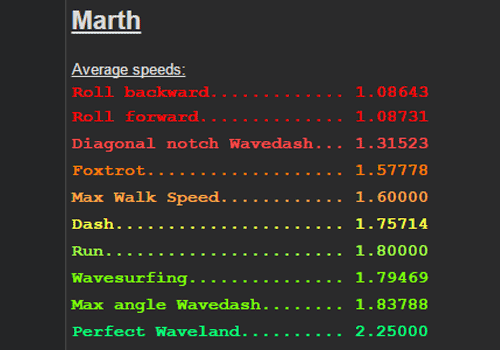 Marth
Average speeds:
Roll backward............. 1.08643
Roll forward.............. 1.08731
Diagonal notch Wavedash... 1.31523
Foxtrot................... 1.57778
Max Walk Speed............ 1.60000
Dash...................... 1.75714
Run....................... 1.80000
Wavesurfing............... 1.79469
Max angle Wavedash........ 1.83788
Perfect Waveland.......... 2.25000